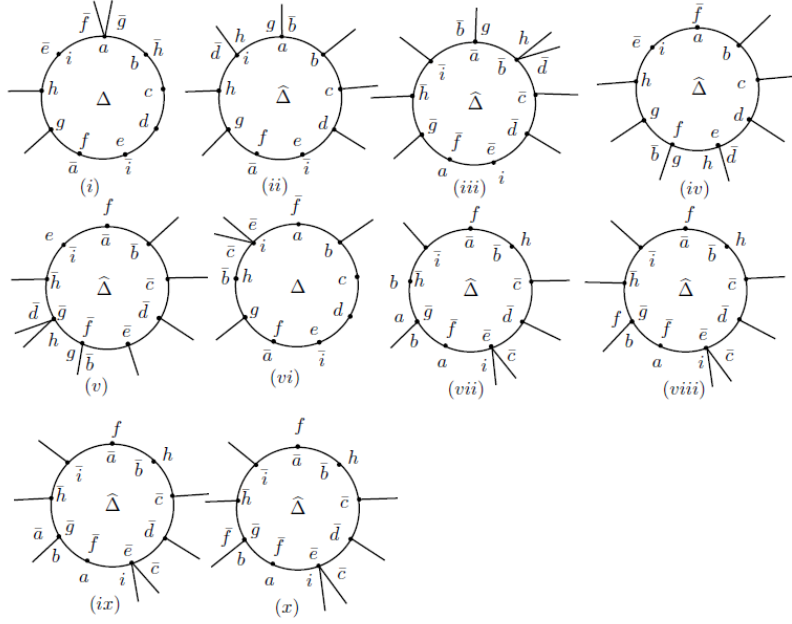 f̄ ḡ
ē i a b h̄
h Δ c
g d
f e
ā ī
(i)
g b̄
h a
d̄ i b
h Δ̂ c
g d
f e
ā ī
(ii)
b̄ g
ā h
ī b̄ d̄
h̄ Δ̂ c̄
ḡ d̄
f̄ ē
a i
(iii)
f̄
ē i a b
h Δ̂ c
g d
f e
b̄ g h d̄
(iv)
f
e ī ā b̄
h̄ Δ̂ c̄
d̄ ḡ d̄
h f̄ ē
g b̄
(v)
f̄
ē a
c̄ i b
b̄ h Δ c
g d
f e
ā ī
(vi)
f
ī ā b̄ h
b h̄ Δ̂ c̄
a ḡ d̄
b f̄ ē
a i c̄
(vii)
f
ī ā b̄ h
h̄ Δ̂ c̄
f ḡ d̄
b f̄ ē
a i c̄
(viii)
f
ī ā b̄ h
h̄ Δ̂ c̄
ā ḡ d̄
b f̄ ē
a i c̄
(ix)
f
ī ā b̄ h
h̄ Δ̂ c̄
f̄ ḡ d̄
b f̄ ē
a i c̄
(x)